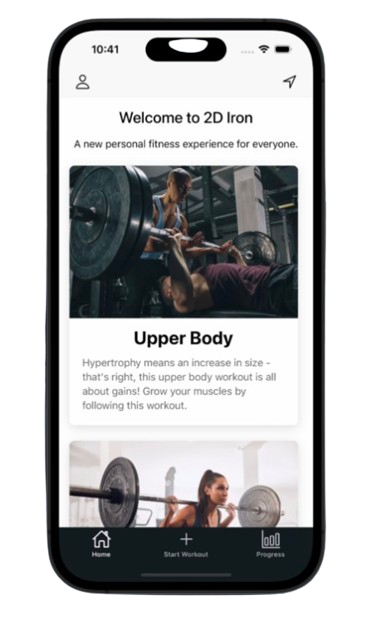 10:41
Welcome to 2D Iron
A new personal fitness experience for everyone.
Upper Body
Hypertrophy means an increase in size -
that's right, this upper body workout is all
about gains! Grow your muscles by
following this workout.
Home
Start Workout
Progress